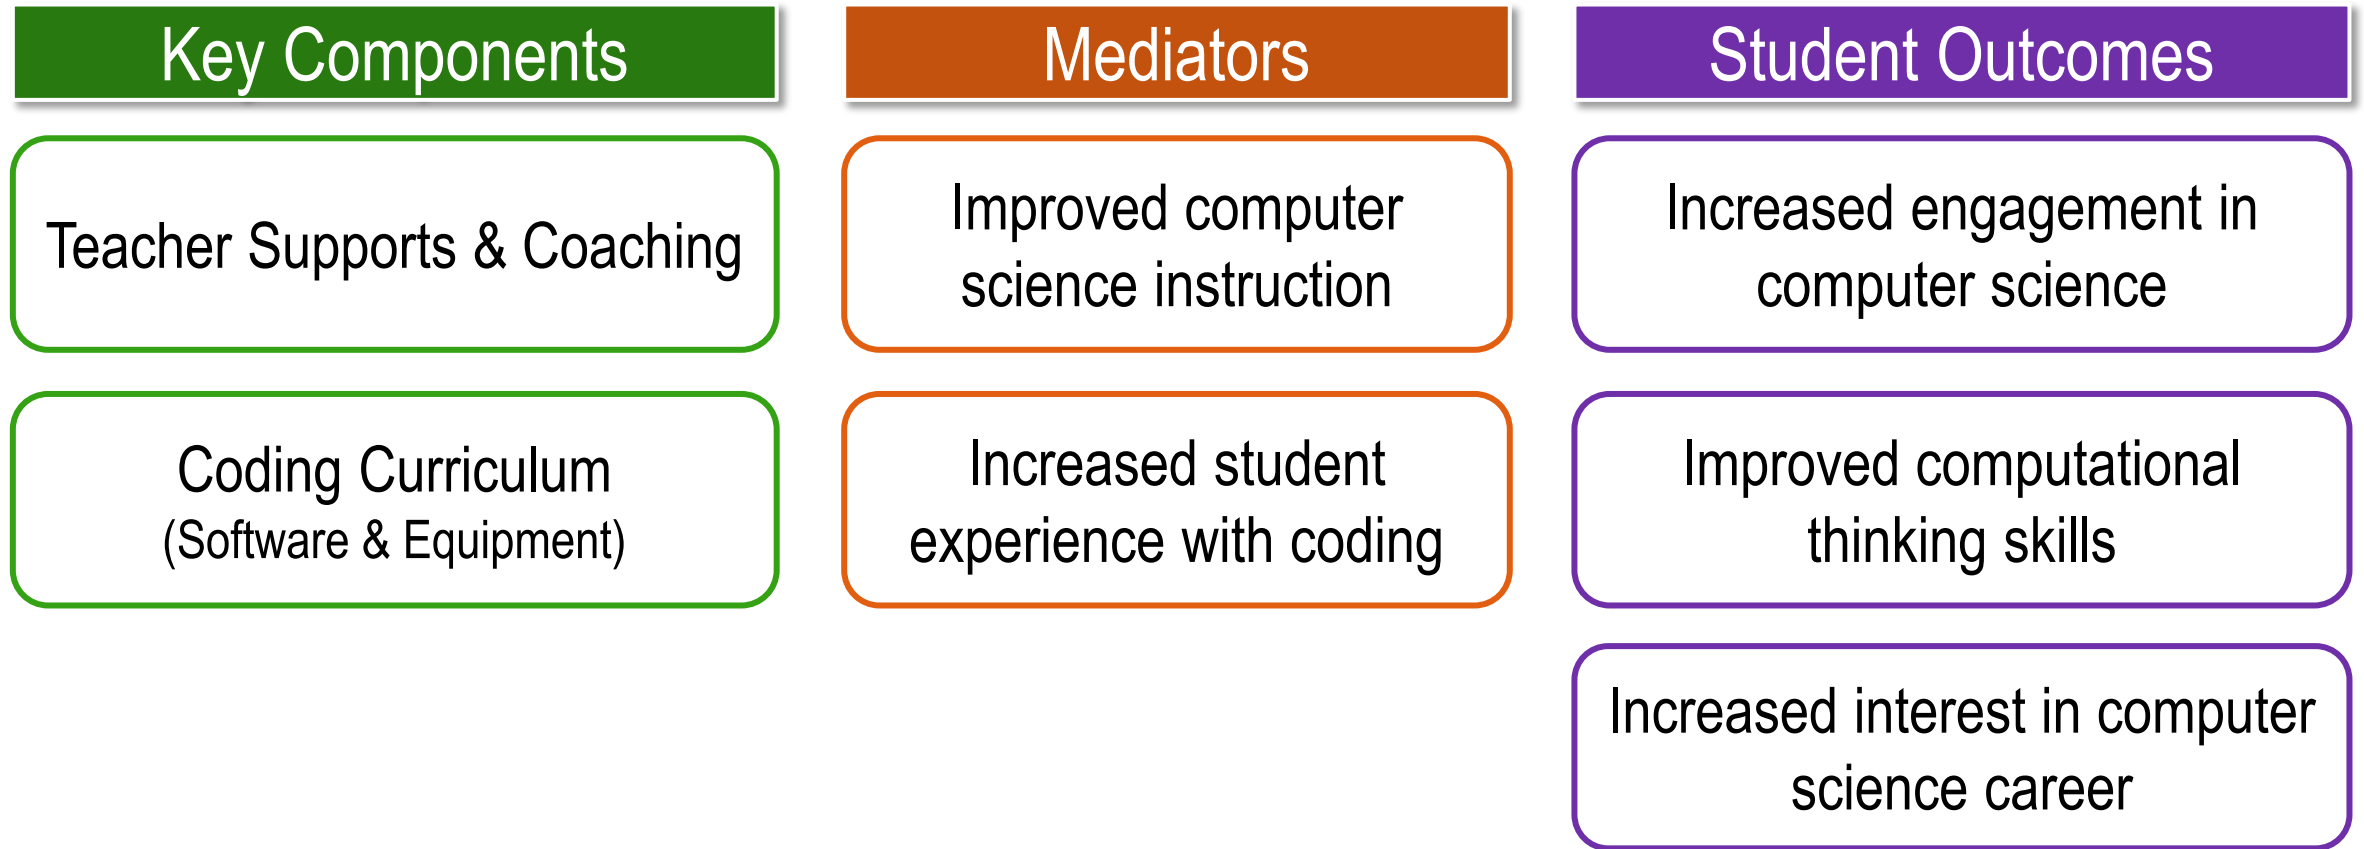 Key Components
Teacher Supports & Coaching
Coding Curriculum
(Software & Equipment)
Mediators
Improved computer
science instruction
Increased student
experience with coding
Student Outcomes
Increased engagement in
computer science
Improved computational
thinking skills
Increased interest in computer
science career